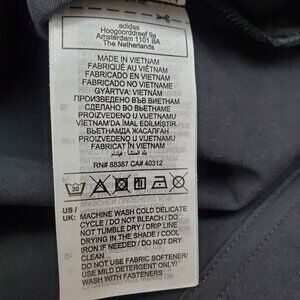 adidas
Hoogoorddreef 9a
Amsterdam 1101 BA
The Netherlands
MADE IN VIETNAM
FABRIQUÉ AU VIÊTNAM
FABRICADO EN VIETNAM
FABRICADO NO VIETNAME
GYÁRTVA: VIETNÁM
ПРОИЗВЕДЕНО ВЪВ ВИЕТНАМ
СДЕЛАНО ВО ВЬЕТНАМЕ
PROIZVEDENO U VIJETNAMU
VIETNAM'DA İMAL EDİLMİŞTİR.
ВЬЕТНАМДА ЖАСАЛҒАН
PROIZVEDENO U VIJETNAMU
FABRICAT ÎN VIETNAM
RN# 88387 CA# 40312
30
US /
UK:
MACHINE WASH COLD DELICATE
CYCLE / DO NOT BLEACH / DO
NOT TUMBLE DRY / DRIP LINE
DRYING IN THE SHADE / COOL
IRON IF NEEDED / DO NOT DRY
CLEAN
DO NOT USE FABRIC SOFTENER/
USE MILD DETERGENT ONLY/
WASH WITH FASTENERS